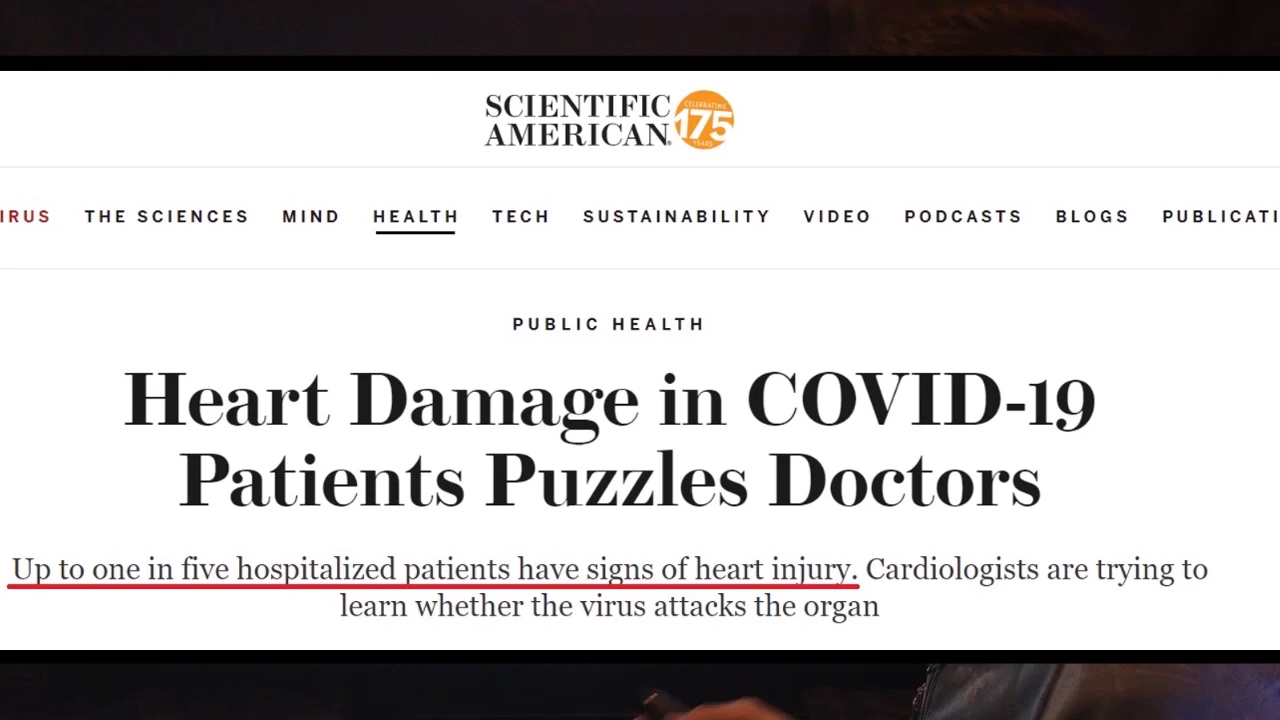 SCIENTIFIC
AMERICAN
CELEBRATING
175
YEARS
IRUS THE SCIENCES MIND HEALTH TECH SUSTAINABILITY VIDEO PODCASTS BLOGS PUBLICATI
PUBLIC HEALTH
Heart Damage in COVID-19
Patients Puzzles Doctors
Up to one in five hospitalized patients have signs of heart injury. Cardiologists are trying to
learn whether the virus attacks the organ